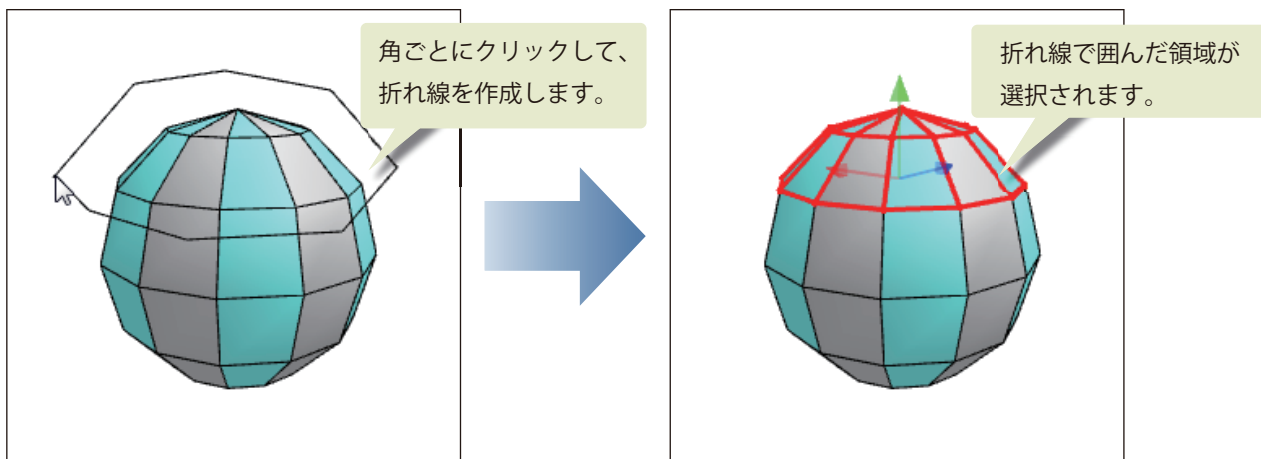 角ごとにクリックして、
折れ線を作成します。
折れ線で囲んだ領域が
選択されます。